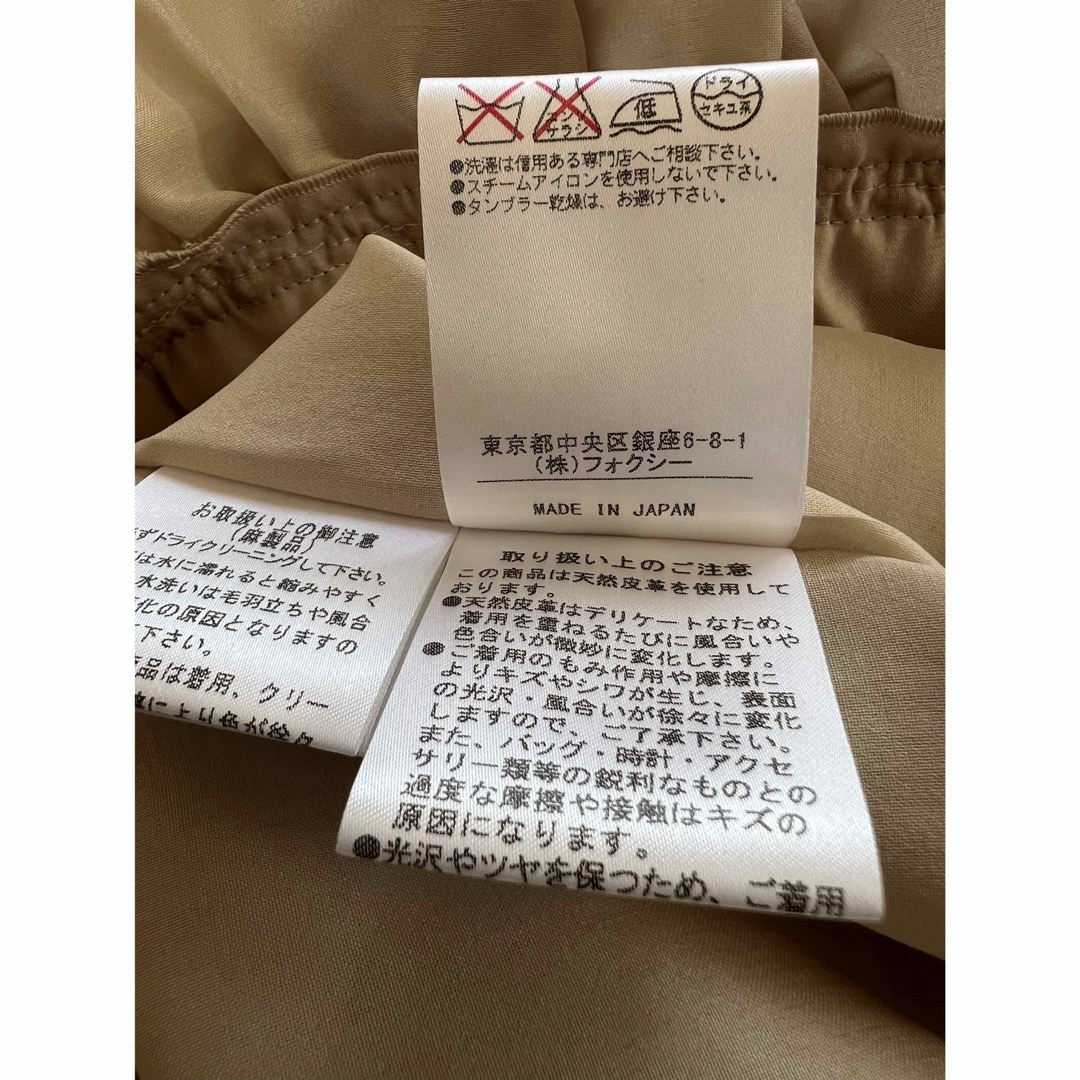 エンソ
サラシ
低
ドライ
セキユ系
●洗濯は信用ある専門店へご相談下さい。
●スチームアイロンを使用しないで下さい。
●タンブラー乾燥は、お避け下さい。
東京都中央区銀座6-8-1
(株)フォクシー
MADE IN JAPAN
お取扱い上の御注意
(麻製品)
ずドライクリーニングして下さい。
は水に濡れると縮みやすく
水洗いは毛羽立ちや風合
化の原因となりますの
下さい。
品は着用、クリー
により色が徐々
取り扱い上のご注意
この商品は天然皮革を使用して
おります。
●天然皮革はデリケートなため、
着用を重ねるたびに風合いや
色合いが微妙に変化します。
●ご着用のもみ作用や摩擦に
よりキズやシワが生じ、表面
の光沢・風合いが徐々に変化
しますので、ご了承下さい。
また、バッグ・時計・アクセ
サリー類等の鋭利なものとの
過度な摩擦や接触はキズの
原因になります。
●光沢やツヤを保つため、ご着用